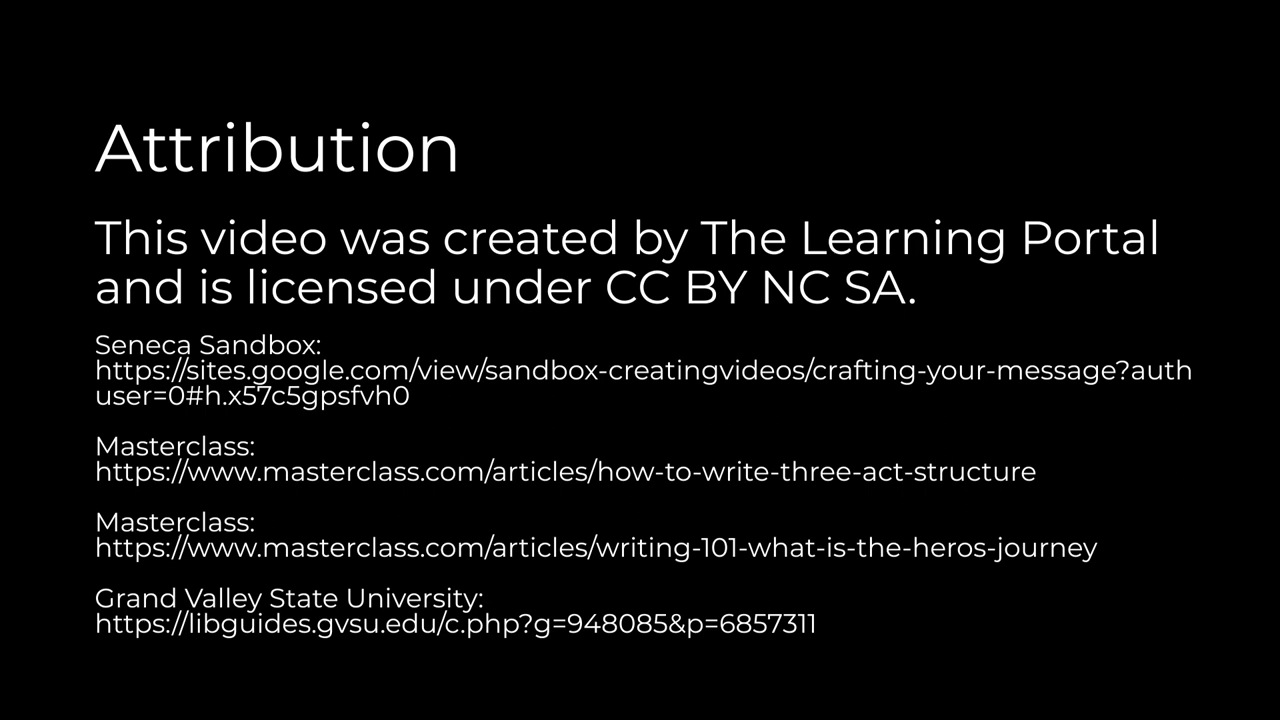 Attribution
This video was created by The Learning Portal
and is licensed under CC BY NC SA.
Seneca Sandbox:
https://sites.google.com/view/sandbox-creatingvideos/crafting-your-message?auth
user=0#h.x57c5gpsfvh0
Masterclass:
https://www.masterclass.com/articles/how-to-write-three-act-structure
Masterclass:
https://www.masterclass.com/articles/writing-101-what-is-the-heros-journey
Grand Valley State University:
https://libguides.gvsu.edu/c.php?g=948085&p=6857311